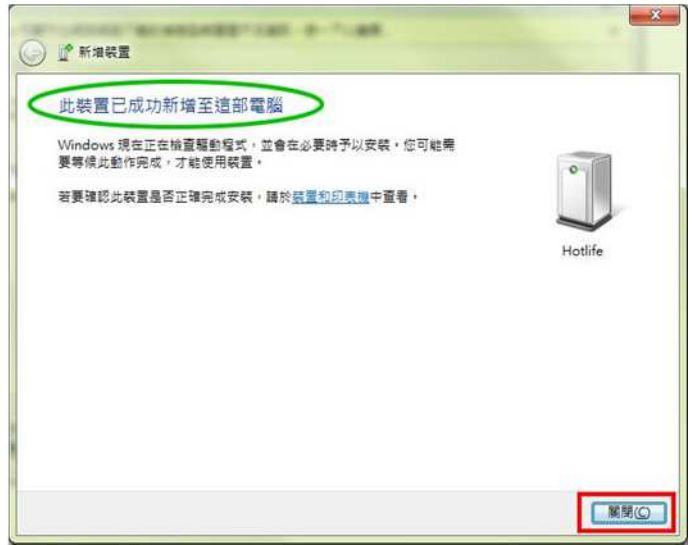 新增裝置
此裝置已成功新增至這部電腦
Windows 現在正在檢查驅動程式，並會在必要時予以安裝。您可能需
要等候此動作完成，才能使用裝置。
若要確認此裝置是否正確完成安裝，請於裝置和印表機中查看。
Hotlife
關閉(C)